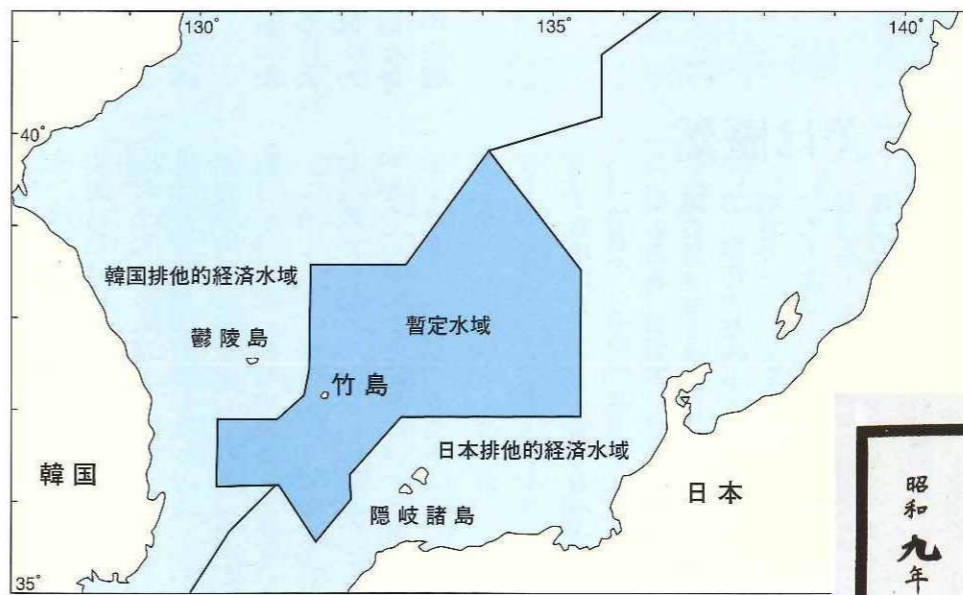 130°
135°
140°
40°
韓国排他的経済水域
鬱陵島
暫定水域
竹島
日本排他的経済水域
韓国
日本
隠岐諸島
35°
昭和九年